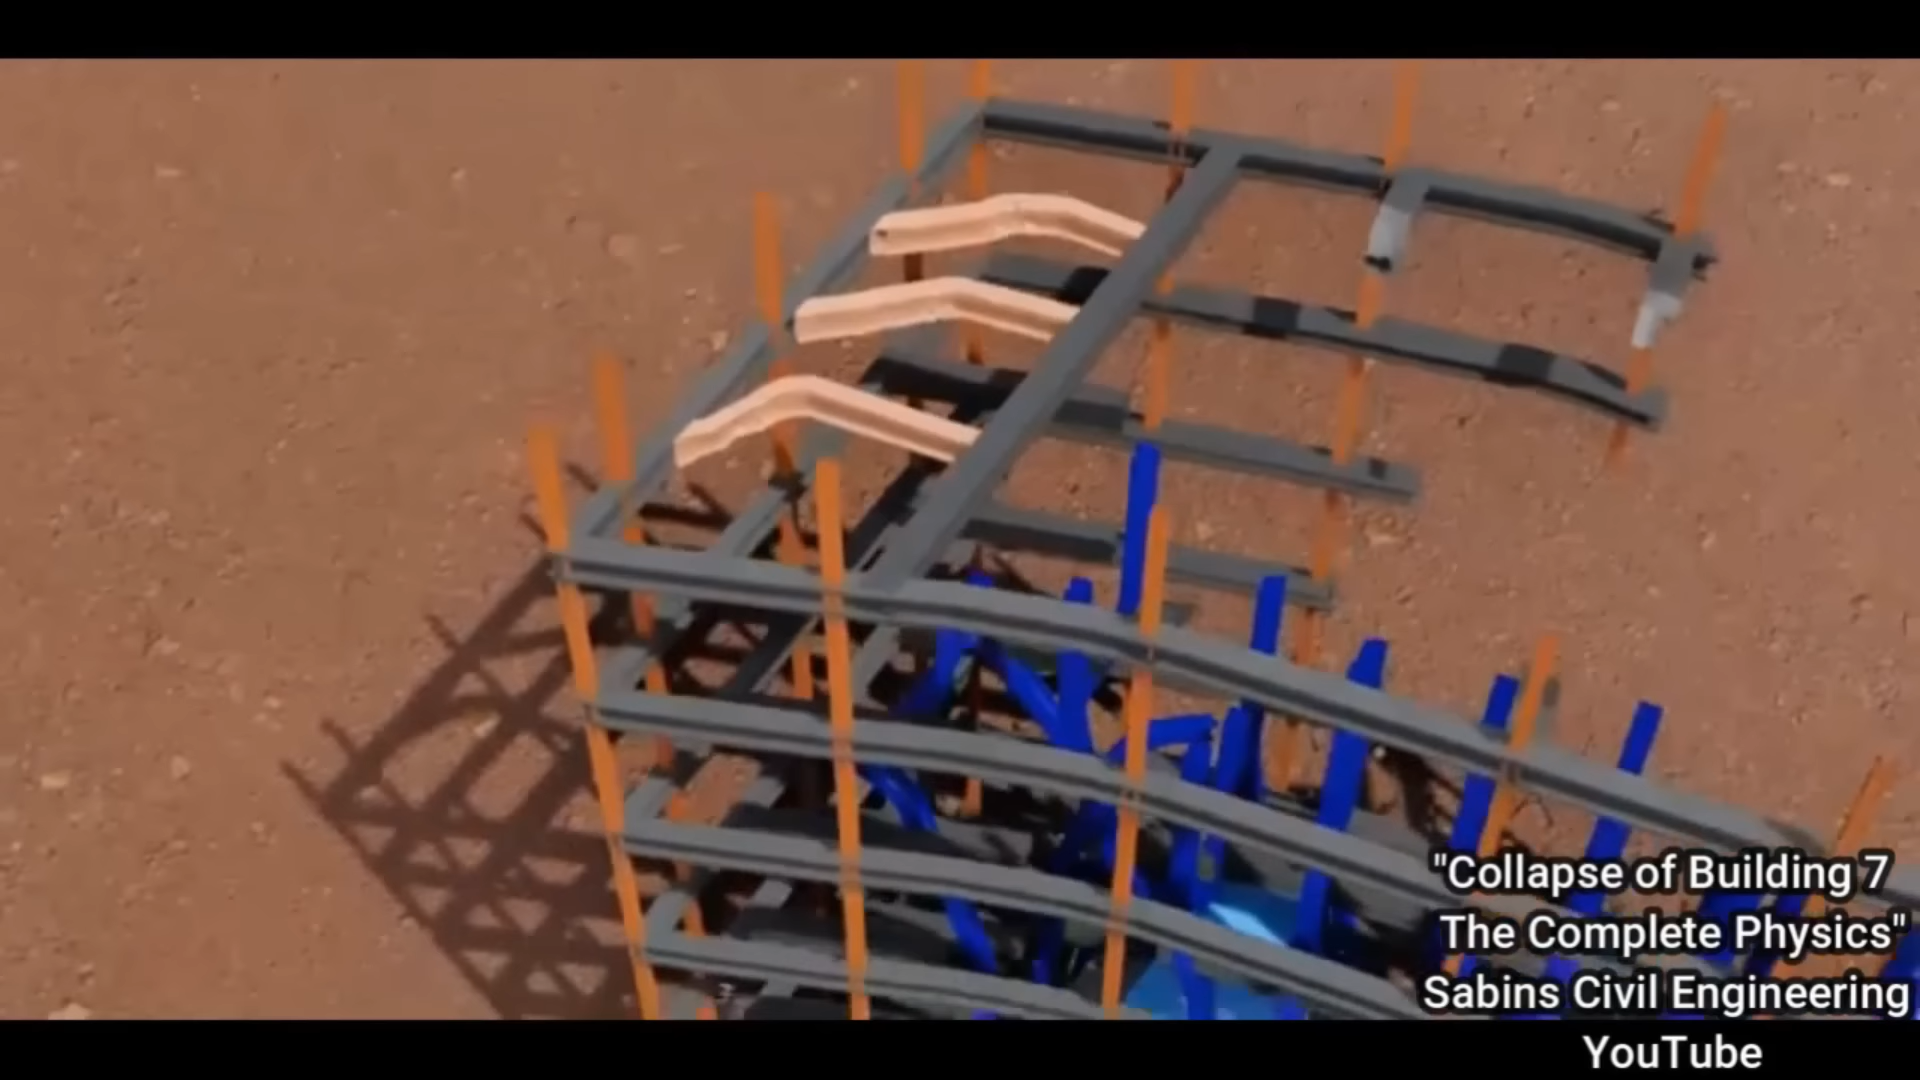 "Collapse of Building 7
The Complete Physics"
Sabins Civil Engineering
YouTube